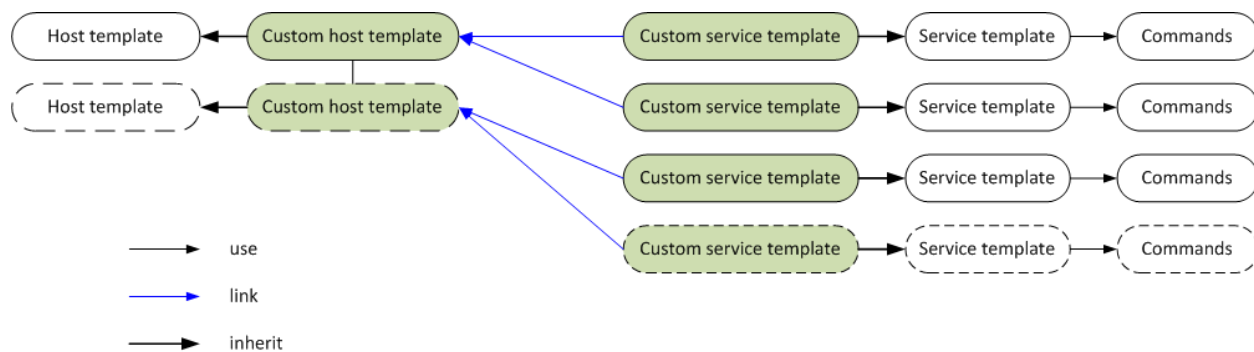 Host template
Custom host template
Custom service template
Service template
Commands
Host template
Custom host template
Custom service template
Service template
Commands
Custom service template
Service template
Commands
Custom service template
Service template
Commands
use
link
inherit